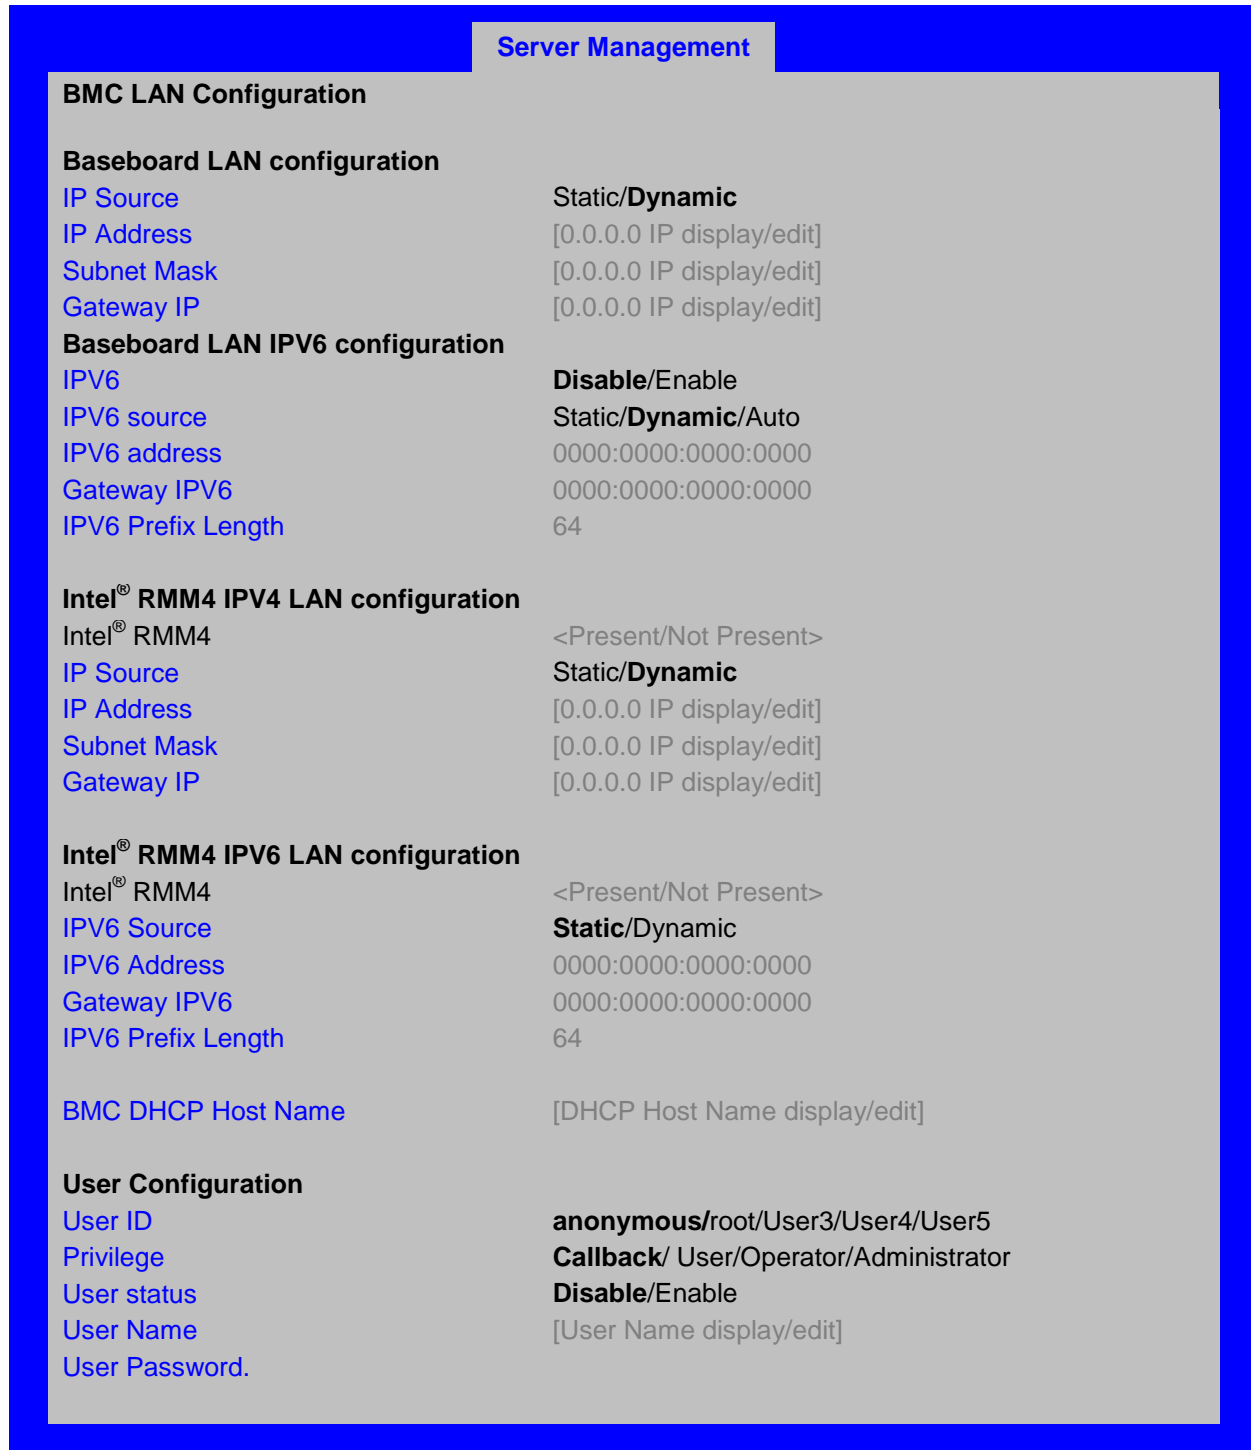 Server Management
BMC LAN Configuration
Baseboard LAN configuration
IP Source Static/Dynamic
IP Address [0.0.0.0 IP display/edit]
Subnet Mask [0.0.0.0 IP display/edit]
Gateway IP [0.0.0.0 IP display/edit]
Baseboard LAN IPV6 configuration
IPV6 Disable/Enable
IPV6 source Static/Dynamic/Auto
IPV6 address 0000:0000:0000:0000
Gateway IPV6 0000:0000:0000:0000
IPV6 Prefix Length 64
Intel® RMM4 IPV4 LAN configuration
Intel® RMM4 <Present/Not Present>
IP Source Static/Dynamic
IP Address [0.0.0.0 IP display/edit]
Subnet Mask [0.0.0.0 IP display/edit]
Gateway IP [0.0.0.0 IP display/edit]
Intel® RMM4 IPV6 LAN configuration
Intel® RMM4 <Present/Not Present>
IPV6 Source Static/Dynamic
IPV6 Address 0000:0000:0000:0000
Gateway IPV6 0000:0000:0000:0000
IPV6 Prefix Length 64
BMC DHCP Host Name [DHCP Host Name display/edit]
User Configuration
User ID anonymous/root/User3/User4/User5
Privilege Callback/ User/Operator/Administrator
User status Disable/Enable
User Name [User Name display/edit]
User Password.